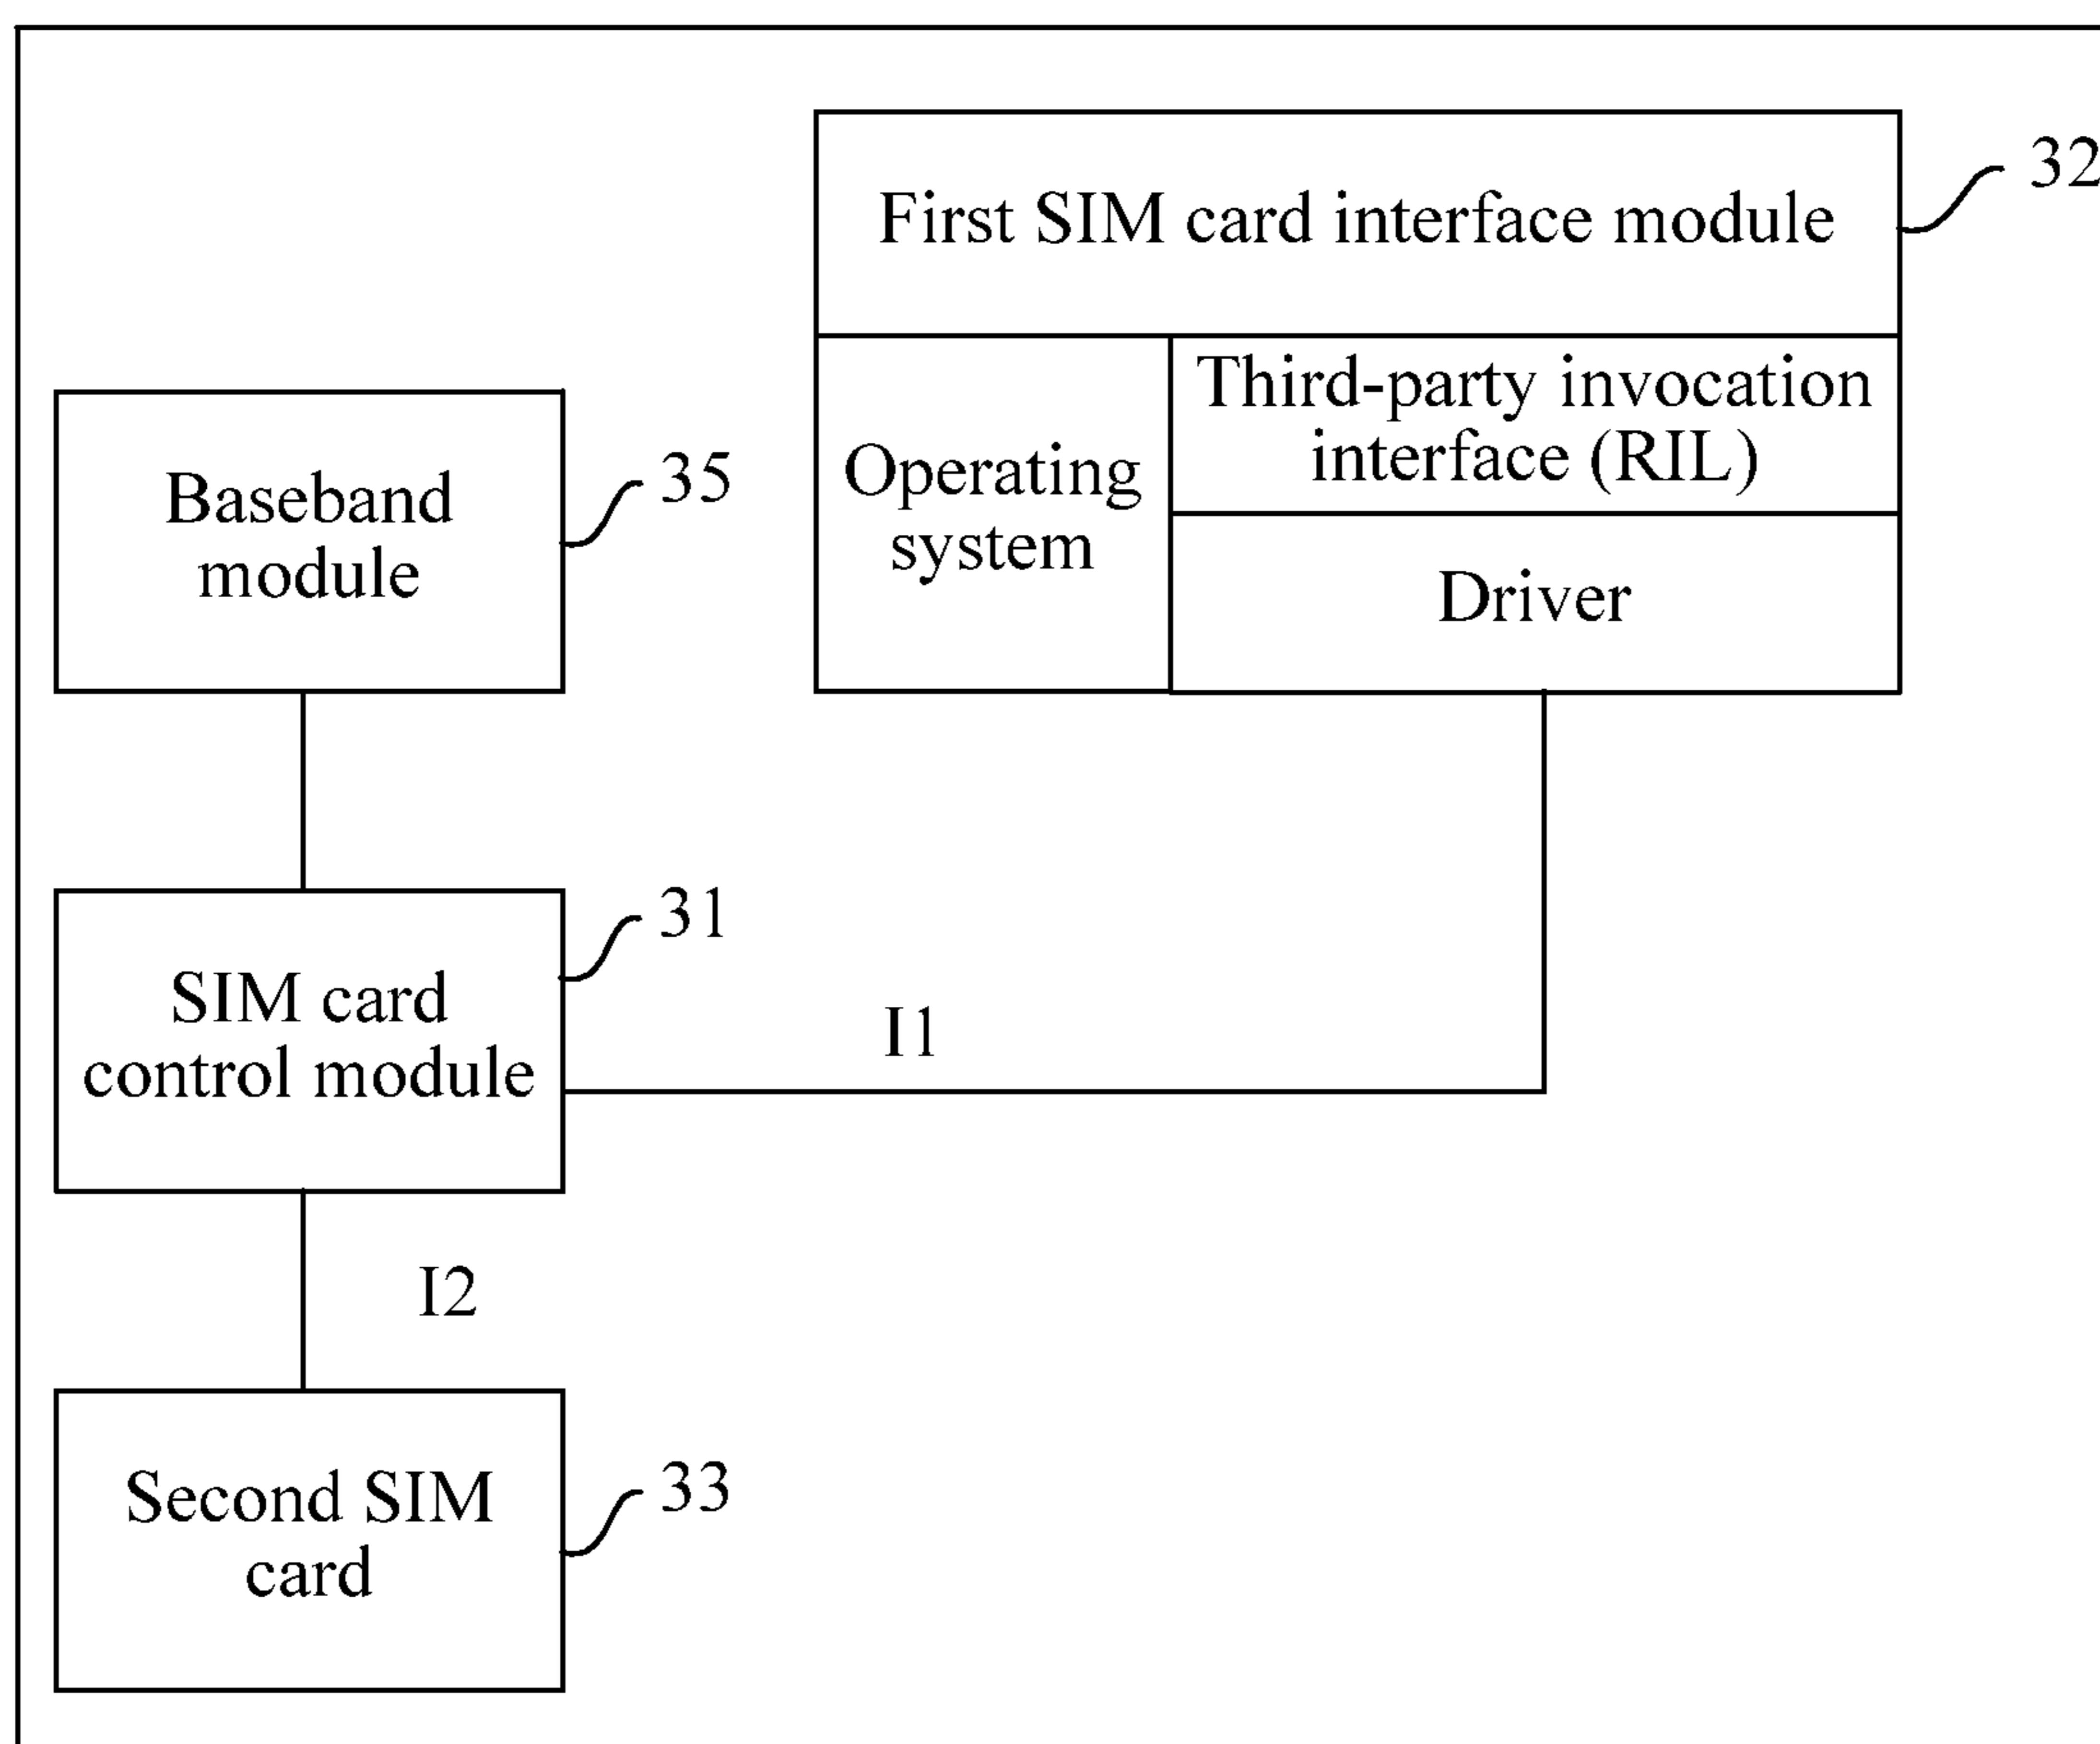 First SIM card interface module
32
Third-party invocation
interface (RIL)
Operating
system
Driver
Baseband
module
35
SIM card
control module
31
I1
I2
Second SIM
card
33